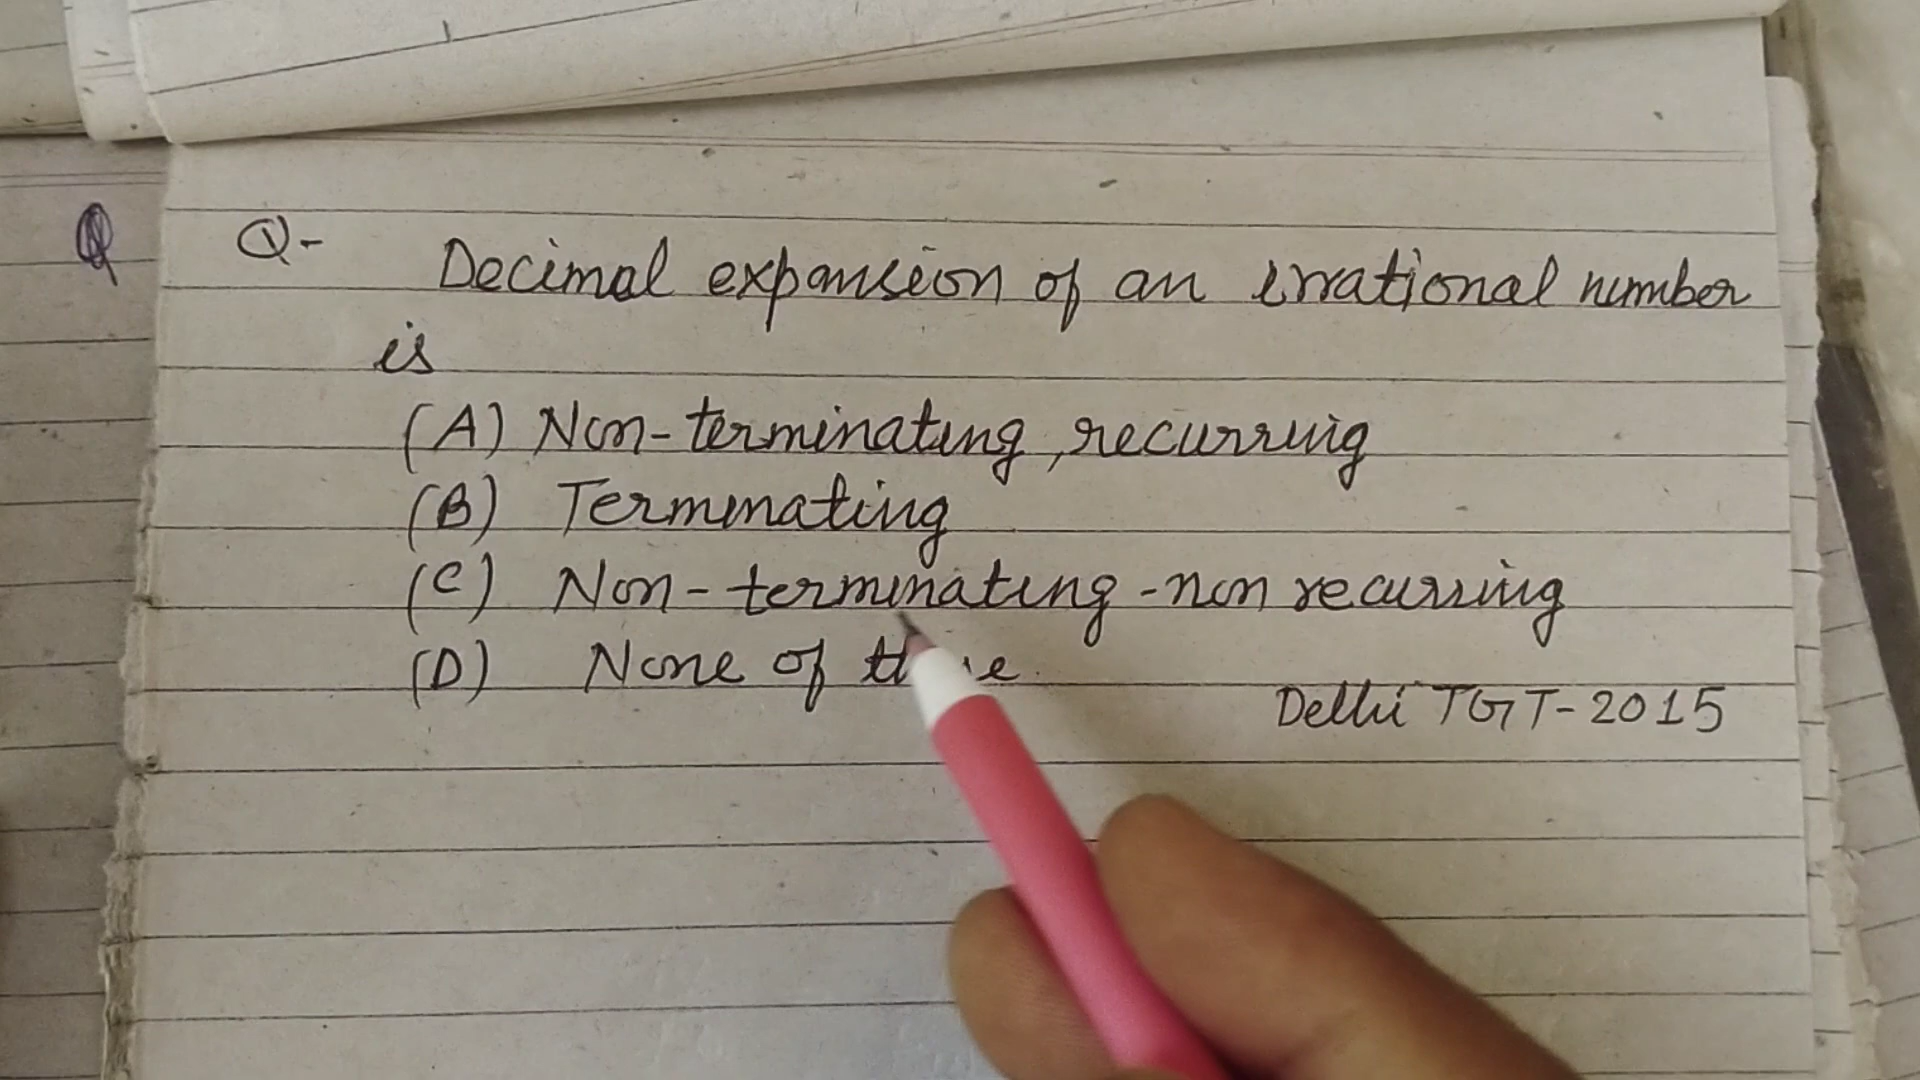 Q
Q- Decimal expansion of an irrational number
is
(A) Non-terminating, recurring
(B) Terminating
(C) Non-terminating-non recurring
(D) None of
Delhi TGT-2015